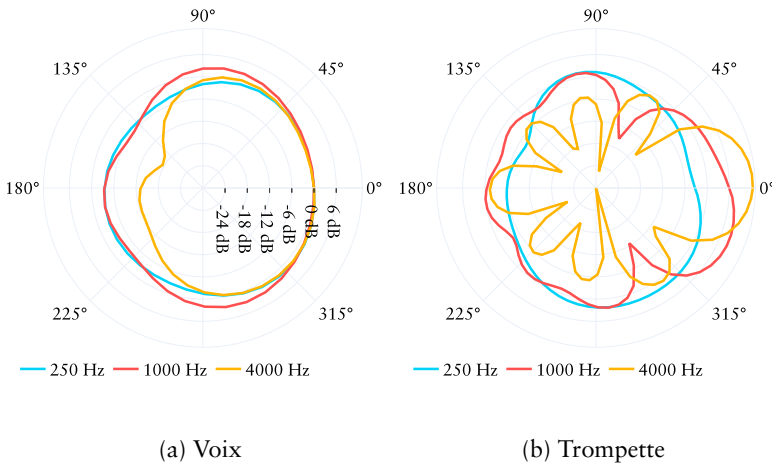 90°
135°
45°
180°
0°
-24 dB
-18 dB
-12 dB
-6 dB
0 dB
6 dB
225°
315°
250 Hz 1000 Hz 4000 Hz
(a) Voix
90°
135°
45°
180°
0°
225°
315°
250 Hz 1000 Hz 4000 Hz
(b) Trompette